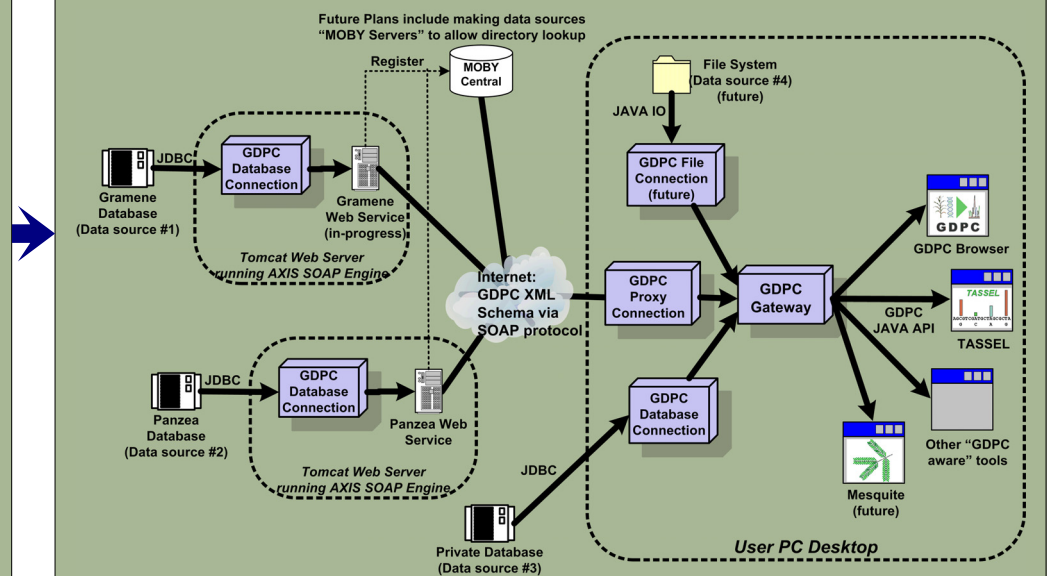 Future Plans include making data sources
“MOBY Servers” to allow directory lookup
Register
MOBY
Central
File System
(Data source #4)
(future)
JAVA IO
GDPC File
Connection
(future)
JDBC
GDPC
Database
Connection
Gramene
Database
(Data source #1)
Gramene
Web Service
(in-progress)
Tomcat Web Server
running AXIS SOAP Engine
Internet:
GDPC XML
Schema via
SOAP protocol
GDPC
Proxy
Connection
GDPC
Gateway
GDPC
GDPC Browser
GDPC
JAVA API
TASSEL
AGCGTCGATGCTAGCGCTA
G C A G
TASSEL
JDBC
GDPC
Database
Connection
Panzea
Database
(Data source #2)
Panzea Web
Service
Tomcat Web Server
running AXIS SOAP Engine
GDPC
Database
Connection
JDBC
Private Database
(Data source #3)
Other “GDPC
aware” tools
Mesquite
(future)
User PC Desktop